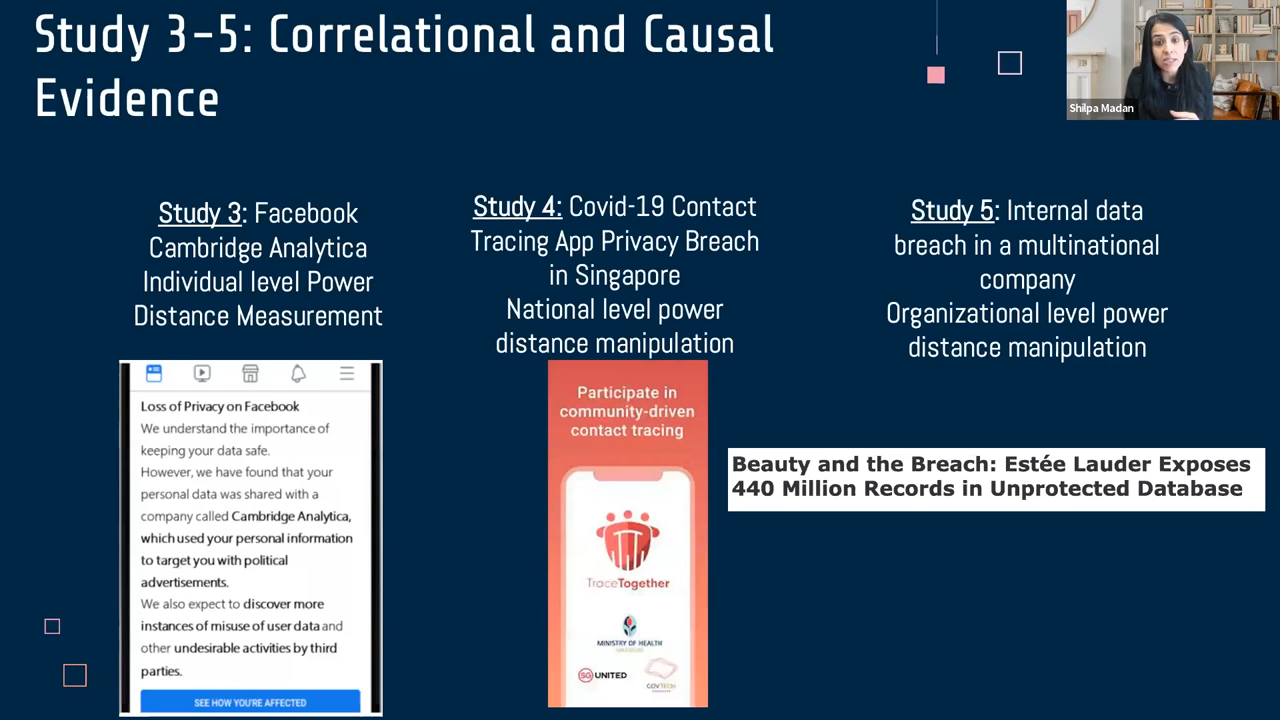 Study 3-5: Correlational and Causal
Evidence
Shilpa Madan
Study 3: Facebook
Cambridge Analytica
Individual level Power
Distance Measurement
Study 4: Covid-19 Contact
Tracing App Privacy Breach
in Singapore
National level power
distance manipulation
Study 5: Internal data
breach in a multinational
company
Organizational level power
distance manipulation
Loss of Privacy on Facebook
We understand the importance of
keeping your data safe.
However, we have found that your
personal data was shared with a
company called Cambridge Analytica,
which used your personal information
to target you with political
advertisements.
We also expect to discover more
instances of misuse of user data and
other undesirable activities by third
parties.
SEE HOW YOU'RE AFFECTED
Participate in
community-driven
contact tracing
TraceTogether
MINISTRY OF HEALTH
SG UNITED
GOVTECH
Beauty and the Breach: Estée Lauder Exposes
440 Million Records in Unprotected Database